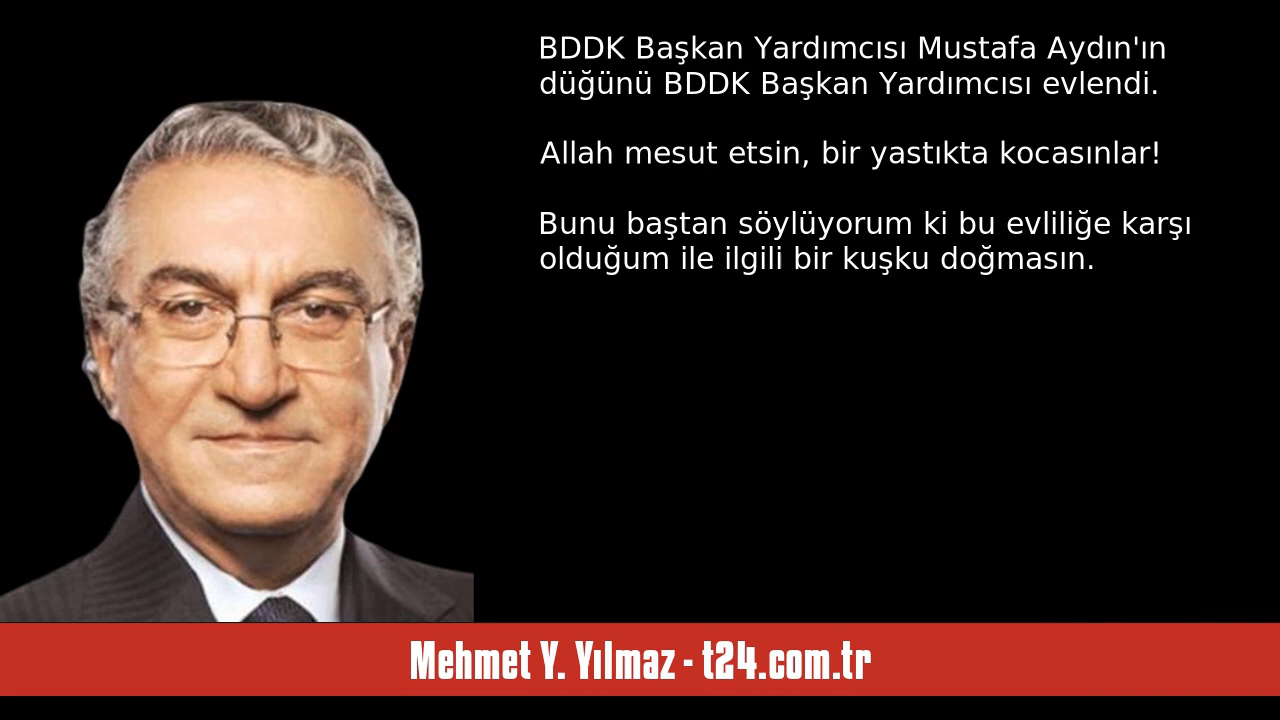 BDDK Başkan Yardımcısı Mustafa Aydın'ın
düğünü BDDK Başkan Yardımcısı evlendi.
Allah mesut etsin, bir yastıkta kocasınlar!
Bunu baştan söylüyorum ki bu evliliğe karşı
olduğum ile ilgili bir kuşku doğmasın.
Mehmet Y. Yılmaz - t24.com.tr